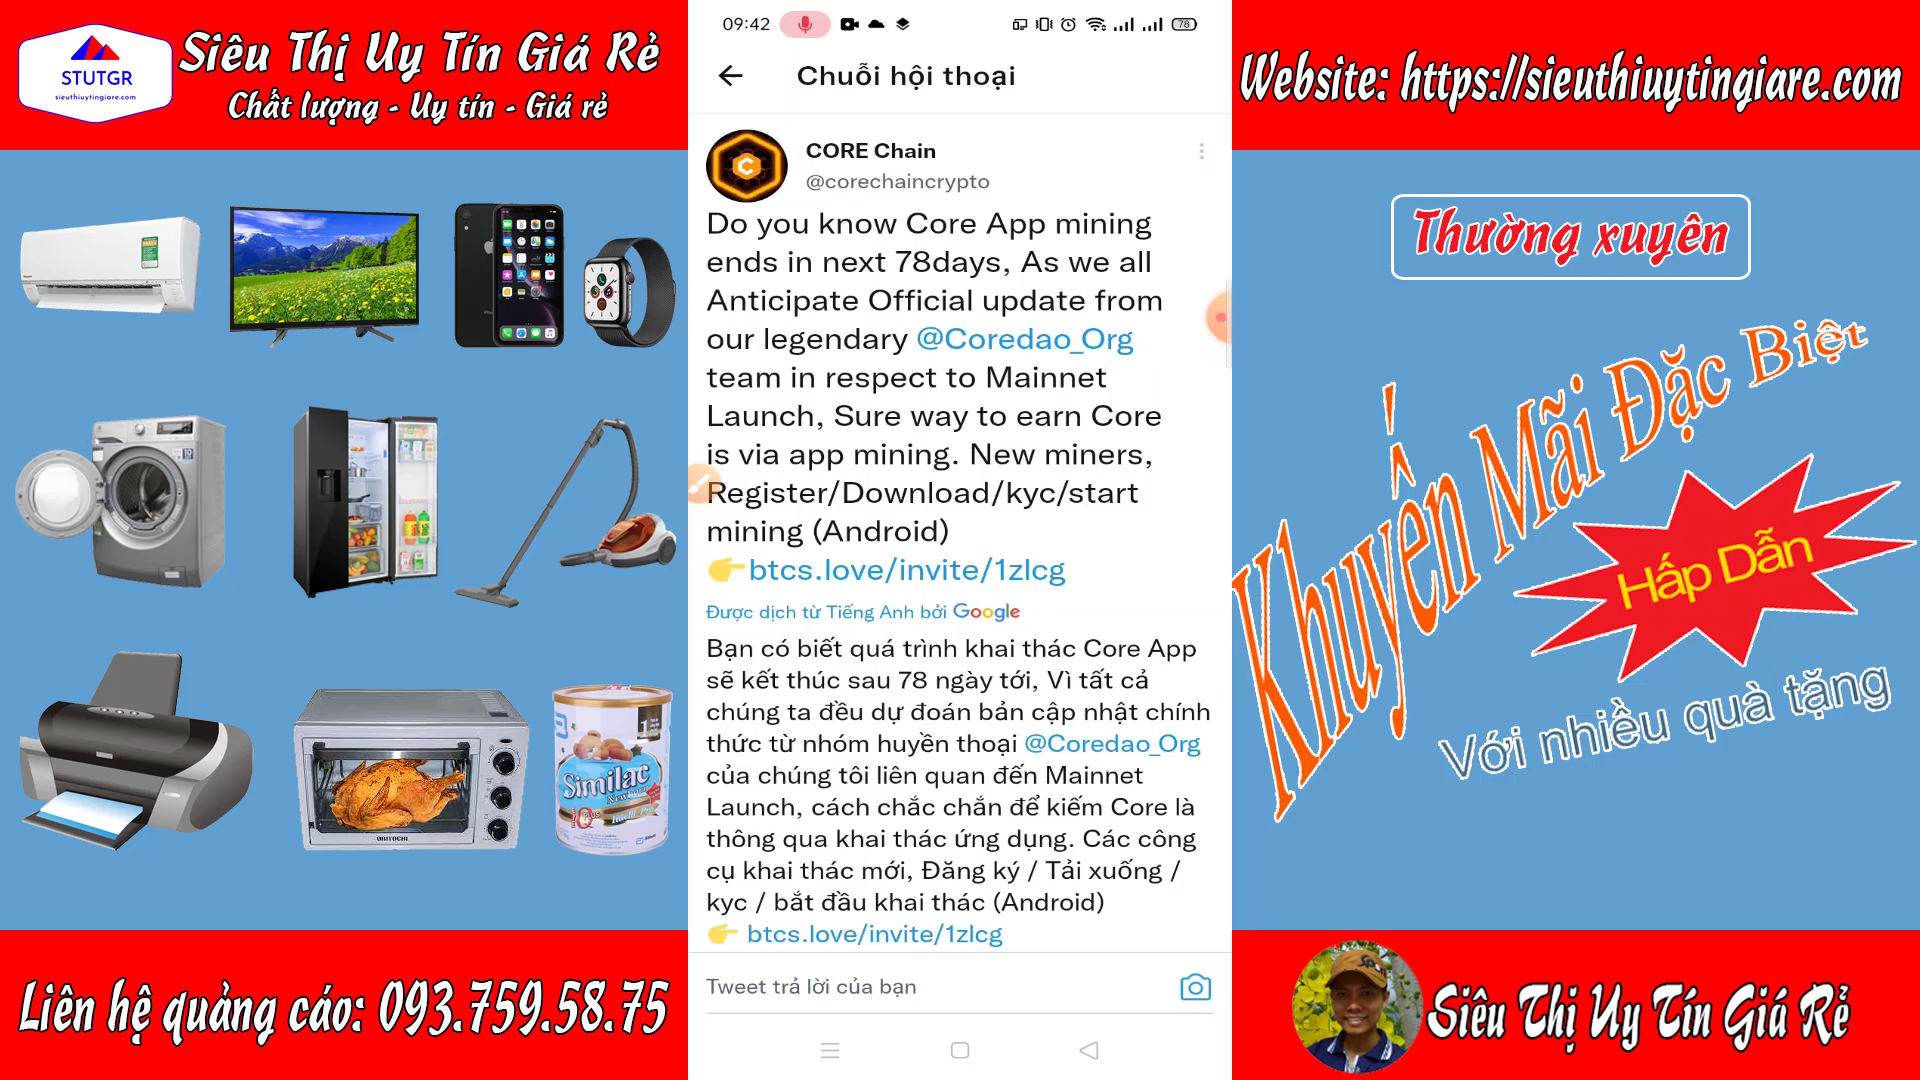 STUTGR
sieuthiuytingiare.com
Siêu Thị Uy Tín Giá Rẻ
Chất lượng - Uy tín - Giá rẻ
09:42
78
Chuỗi hội thoại
CORE Chain
@corechaincrypto
Do you know Core App mining
ends in next 78days, As we all
Anticipate Official update from
our legendary @Coredao_Org
team in respect to Mainnet
Launch, Sure way to earn Core
is via app mining. New miners,
Register/Download/kyc/start
mining (Android)
👉btcs.love/invite/1zlcg
Được dịch từ Tiếng Anh bởi Google
Bạn có biết quá trình khai thác Core App
sẽ kết thúc sau 78 ngày tới, Vì tất cả
chúng ta đều dự đoán bản cập nhật chính
thức từ nhóm huyền thoại @Coredao_Org
của chúng tôi liên quan đến Mainnet
Launch, cách chắc chắn để kiếm Core là
thông qua khai thác ứng dụng. Các công
cụ khai thác mới, Đăng ký / Tải xuống /
kyc / bắt đầu khai thác (Android)
👉 btcs.love/invite/1zlcg
Tweet trả lời của bạn
Website: https://sieuthiuytingiare.com
Thường xuyên
Khuyến Mãi Đặc Biệt
Hấp Dẫn
Với nhiều quà tặng
Similac
IQ
1
Liên hệ quảng cáo: 093.759.58.75
Siêu Thị Uy Tín Giá Rẻ